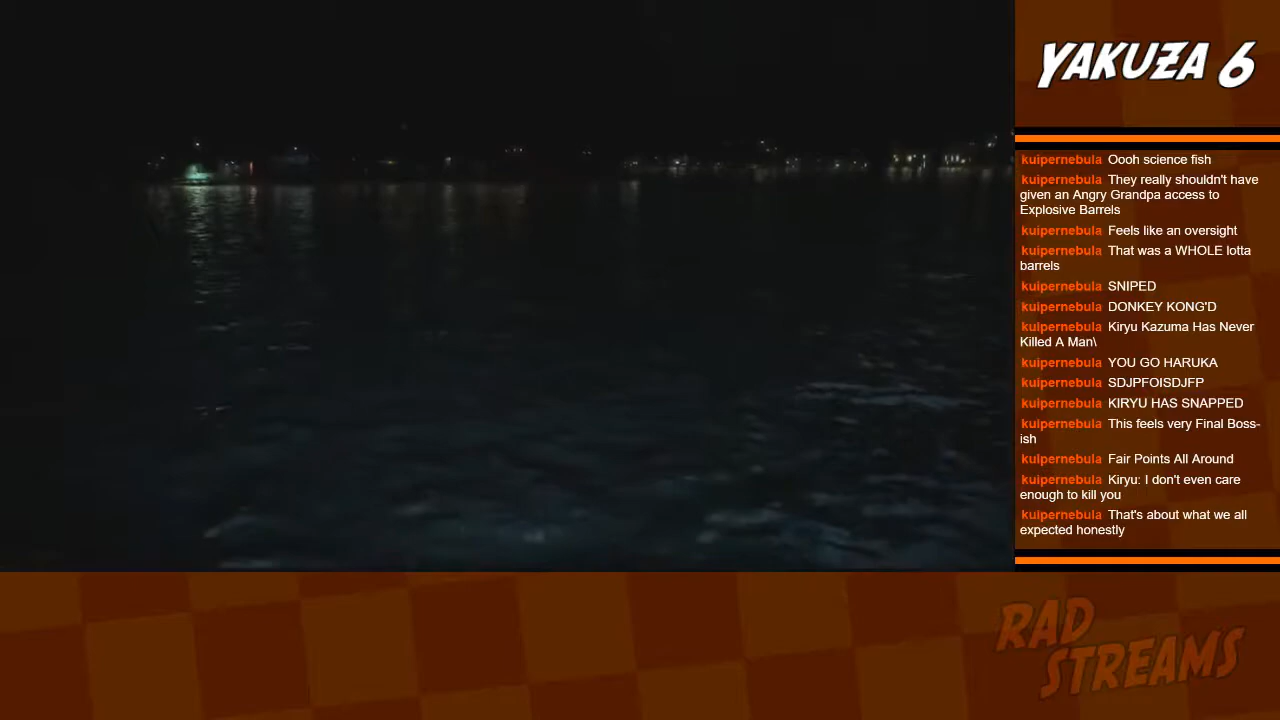 YAKUZA 6
kuipernebula Oooh science fish
kuipernebula They really shouldn't have
given an Angry Grandpa access to
Explosive Barrels
kuipernebula Feels like an oversight
kuipernebula That was a WHOLE lotta
barrels
kuipernebula SNIPED
kuipernebula DONKEY KONG'D
kuipernebula Kiryu Kazuma Has Never
Killed A Man\
kuipernebula YOU GO HARUKA
kuipernebula SDJPFOISDJFP
kuipernebula KIRYU HAS SNAPPED
kuipernebula This feels very Final Boss-
ish
kuipernebula Fair Points All Around
kuipernebula Kiryu: I don't even care
enough to kill you
kuipernebula That's about what we all
expected honestly
RAD
STREAMS